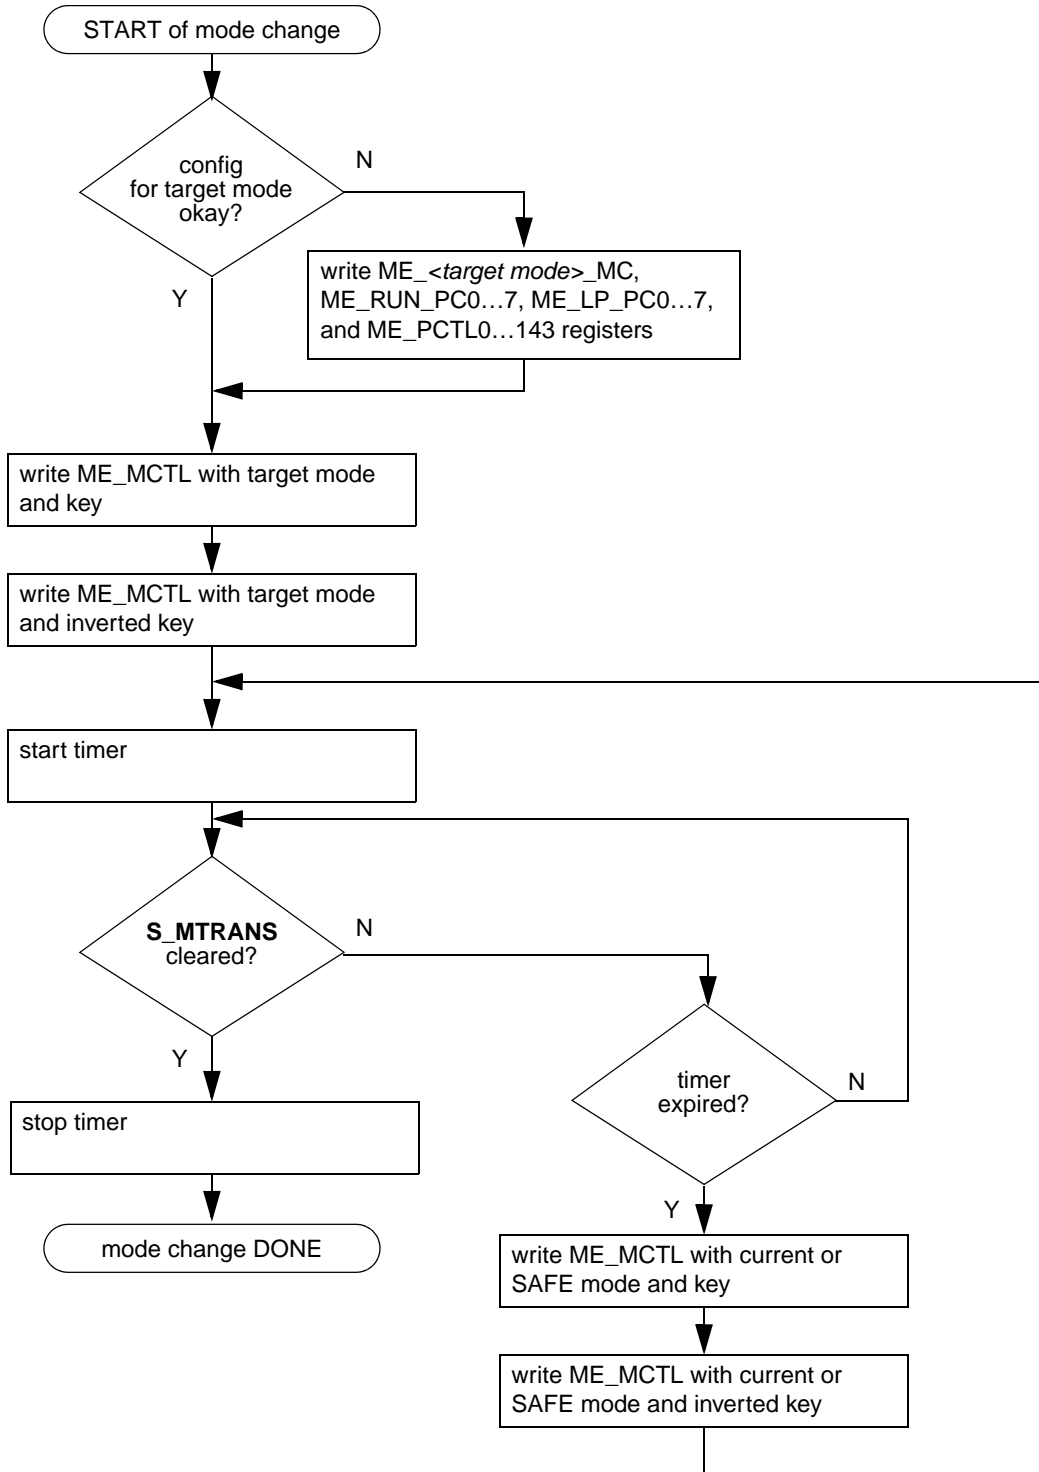 START of mode change
config
for target mode
okay?
N
Y
write ME_<target mode>_MC,
ME_RUN_PC0…7, ME_LP_PC0…7,
and ME_PCTL0…143 registers
write ME_MCTL with target mode
and key
write ME_MCTL with target mode
and inverted key
start timer
S_MTRANS
cleared?
N
Y
timer
expired?
N
Y
stop timer
mode change DONE
write ME_MCTL with current or
SAFE mode and key
write ME_MCTL with current or
SAFE mode and inverted key